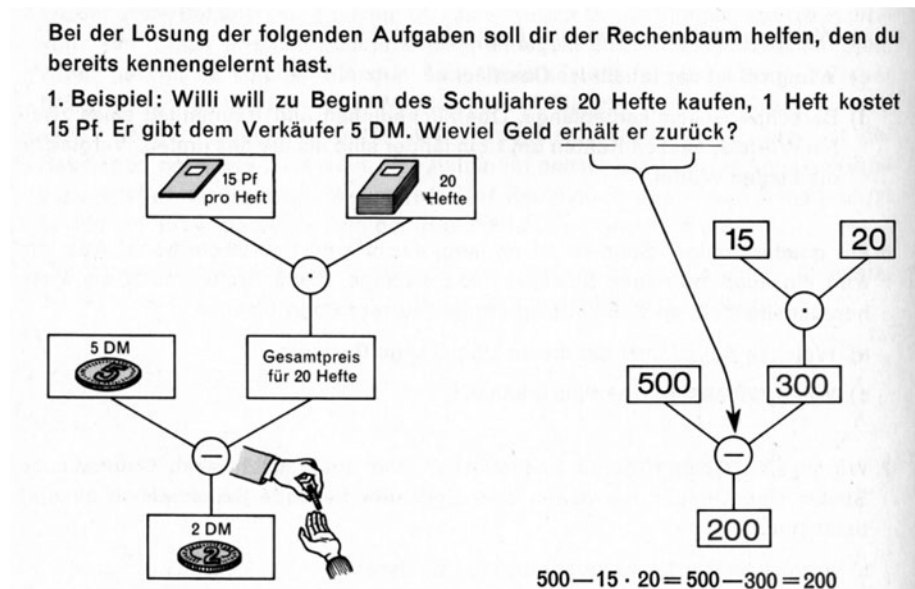 Bei der Lösung der folgenden Aufgaben soll dir der Rechenbaum helfen, den du
bereits kennengelernt hast.
1. Beispiel: Willi will zu Beginn des Schuljahres 20 Hefte kaufen, 1 Heft kostet
15 Pf. Er gibt dem Verkäufer 5 DM. Wieviel Geld erhält er zurück?
15 Pf
pro Heft
20
Hefte
15
20
5 DM
5
Gesamtpreis
für 20 Hefte
500
300
−
−
2 DM
2
200
500−15 · 20=500−300=200